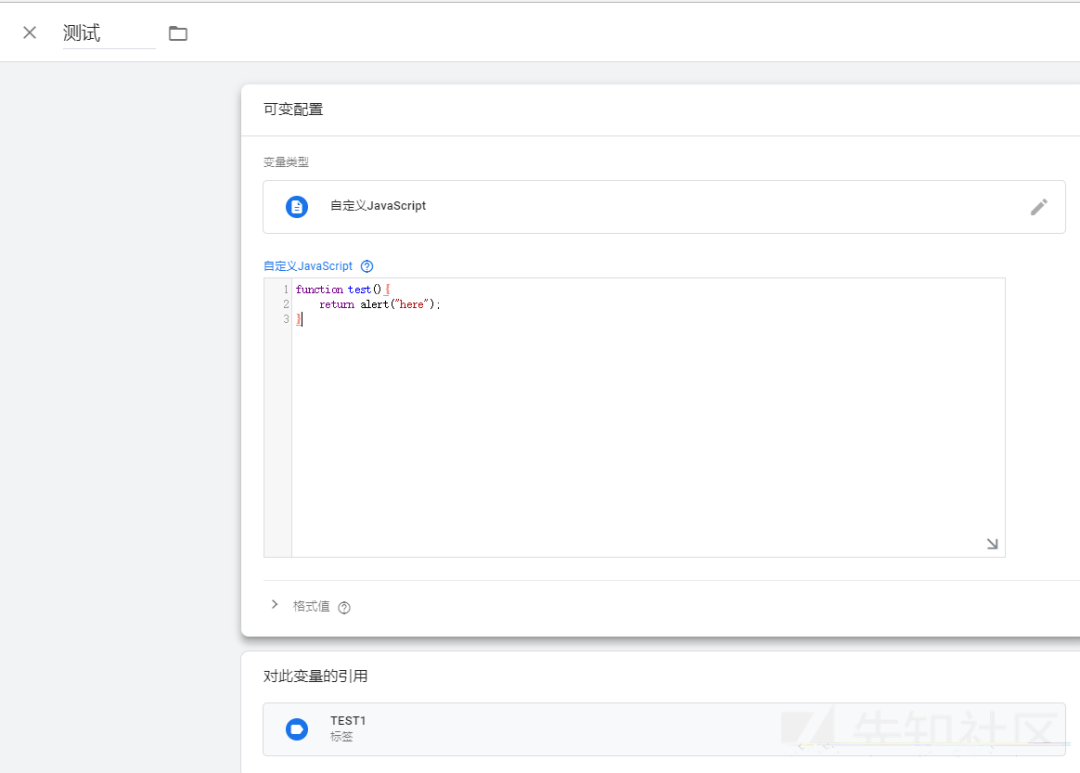 测试
可变配置
变量类型
自定义JavaScript
自定义JavaScript
1 function test(){
2 return alert("here");
3 }
格式值
对此变量的引用
TEST1
标签
先知社区